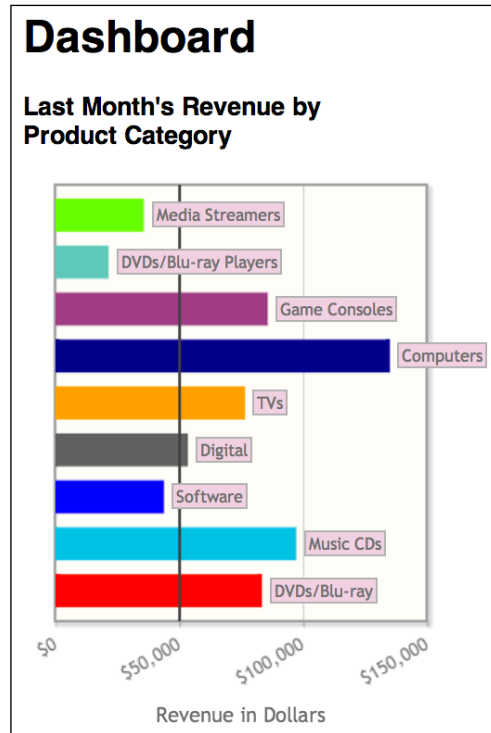 Dashboard
Last Month's Revenue by
Product Category
Media Streamers
DVDs/Blu-ray Players
Game Consoles
Computers
TVs
Digital
Software
Music CDs
DVDs/Blu-ray
$0
$50,000
$100,000
$150,000
Revenue in Dollars